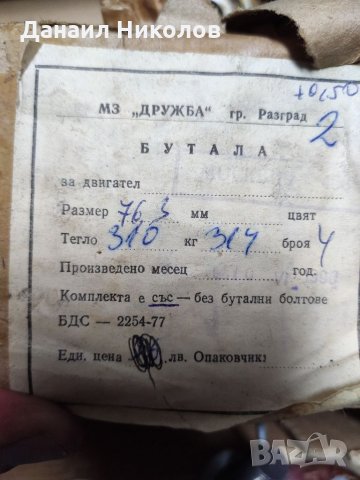 Данаил Николов
+0,50
МЗ „ДРУЖБА“ гр. Разград
2
БУТАЛА
за двигател
Размер 76,3 мм цвят
Тегло 310 кг 314 броя 4
Произведено месец год.
Комплекта е със — без бутални болтове
БДС — 2254-77
Еди. цена лв. Опаковчик:
BAZAR